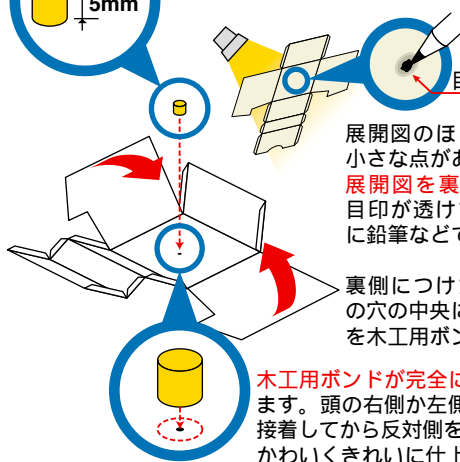 5mm
目
展開図のほ
小さな点があ
展開図を裏
目印が透け
に鉛筆などで
裏側につけ
の穴の中央に
を木工用ボン
木工用ボンドが完全に
ます。頭の右側か左側
接着してから反対側を
かわいくきれいに仕上